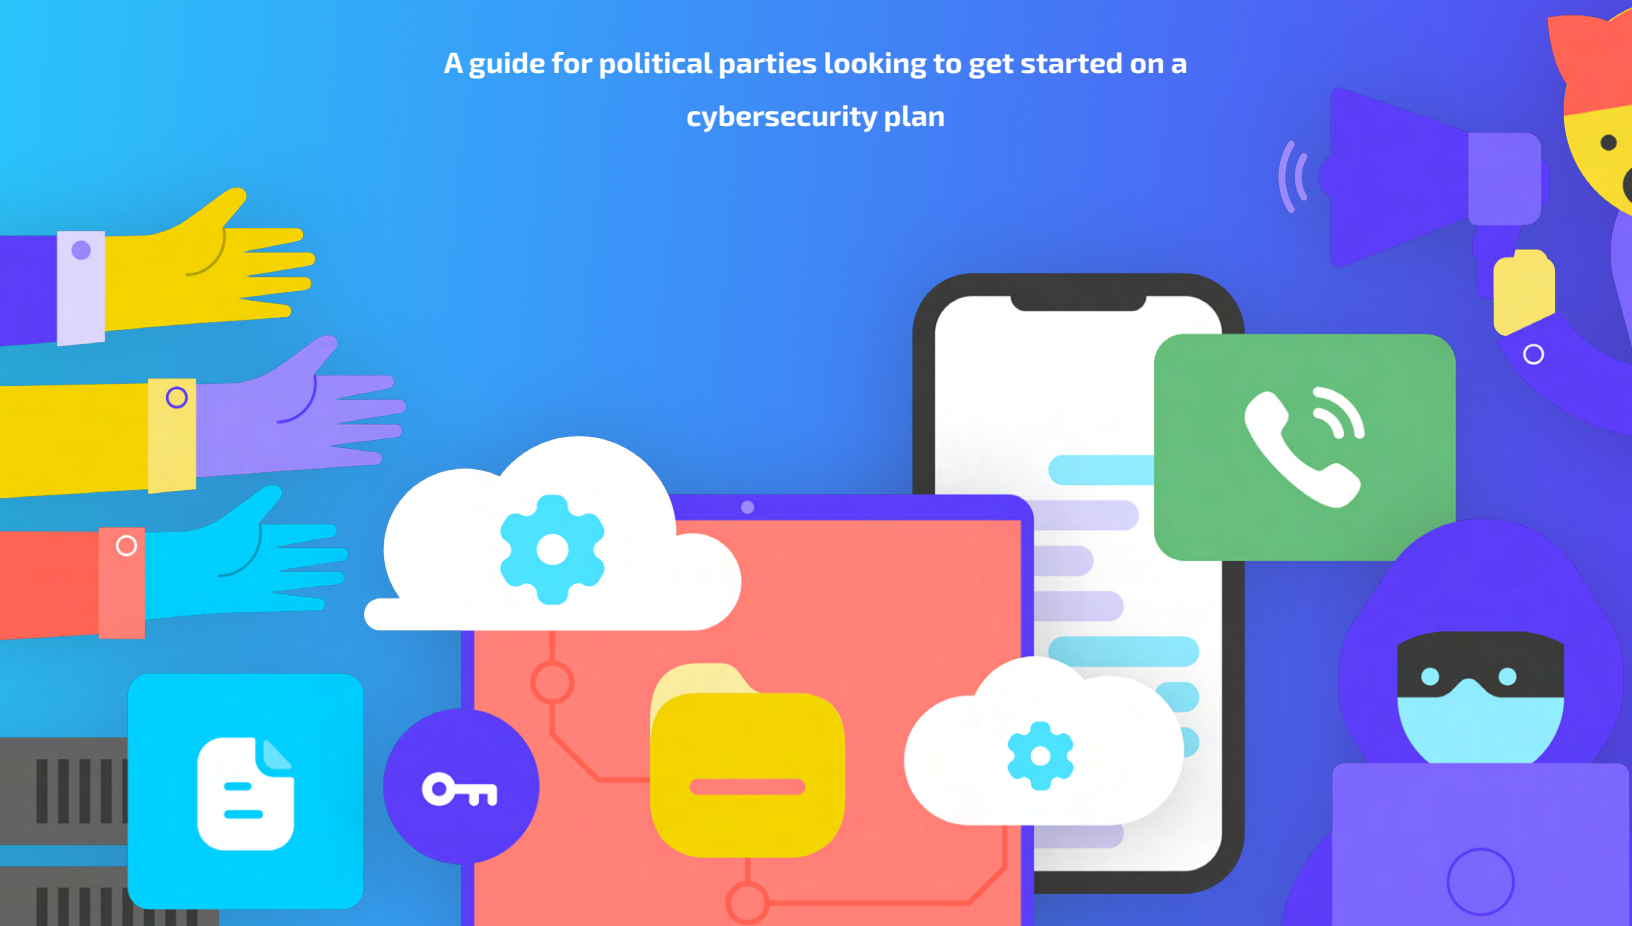 A guide for political parties looking to get started on a
cybersecurity plan